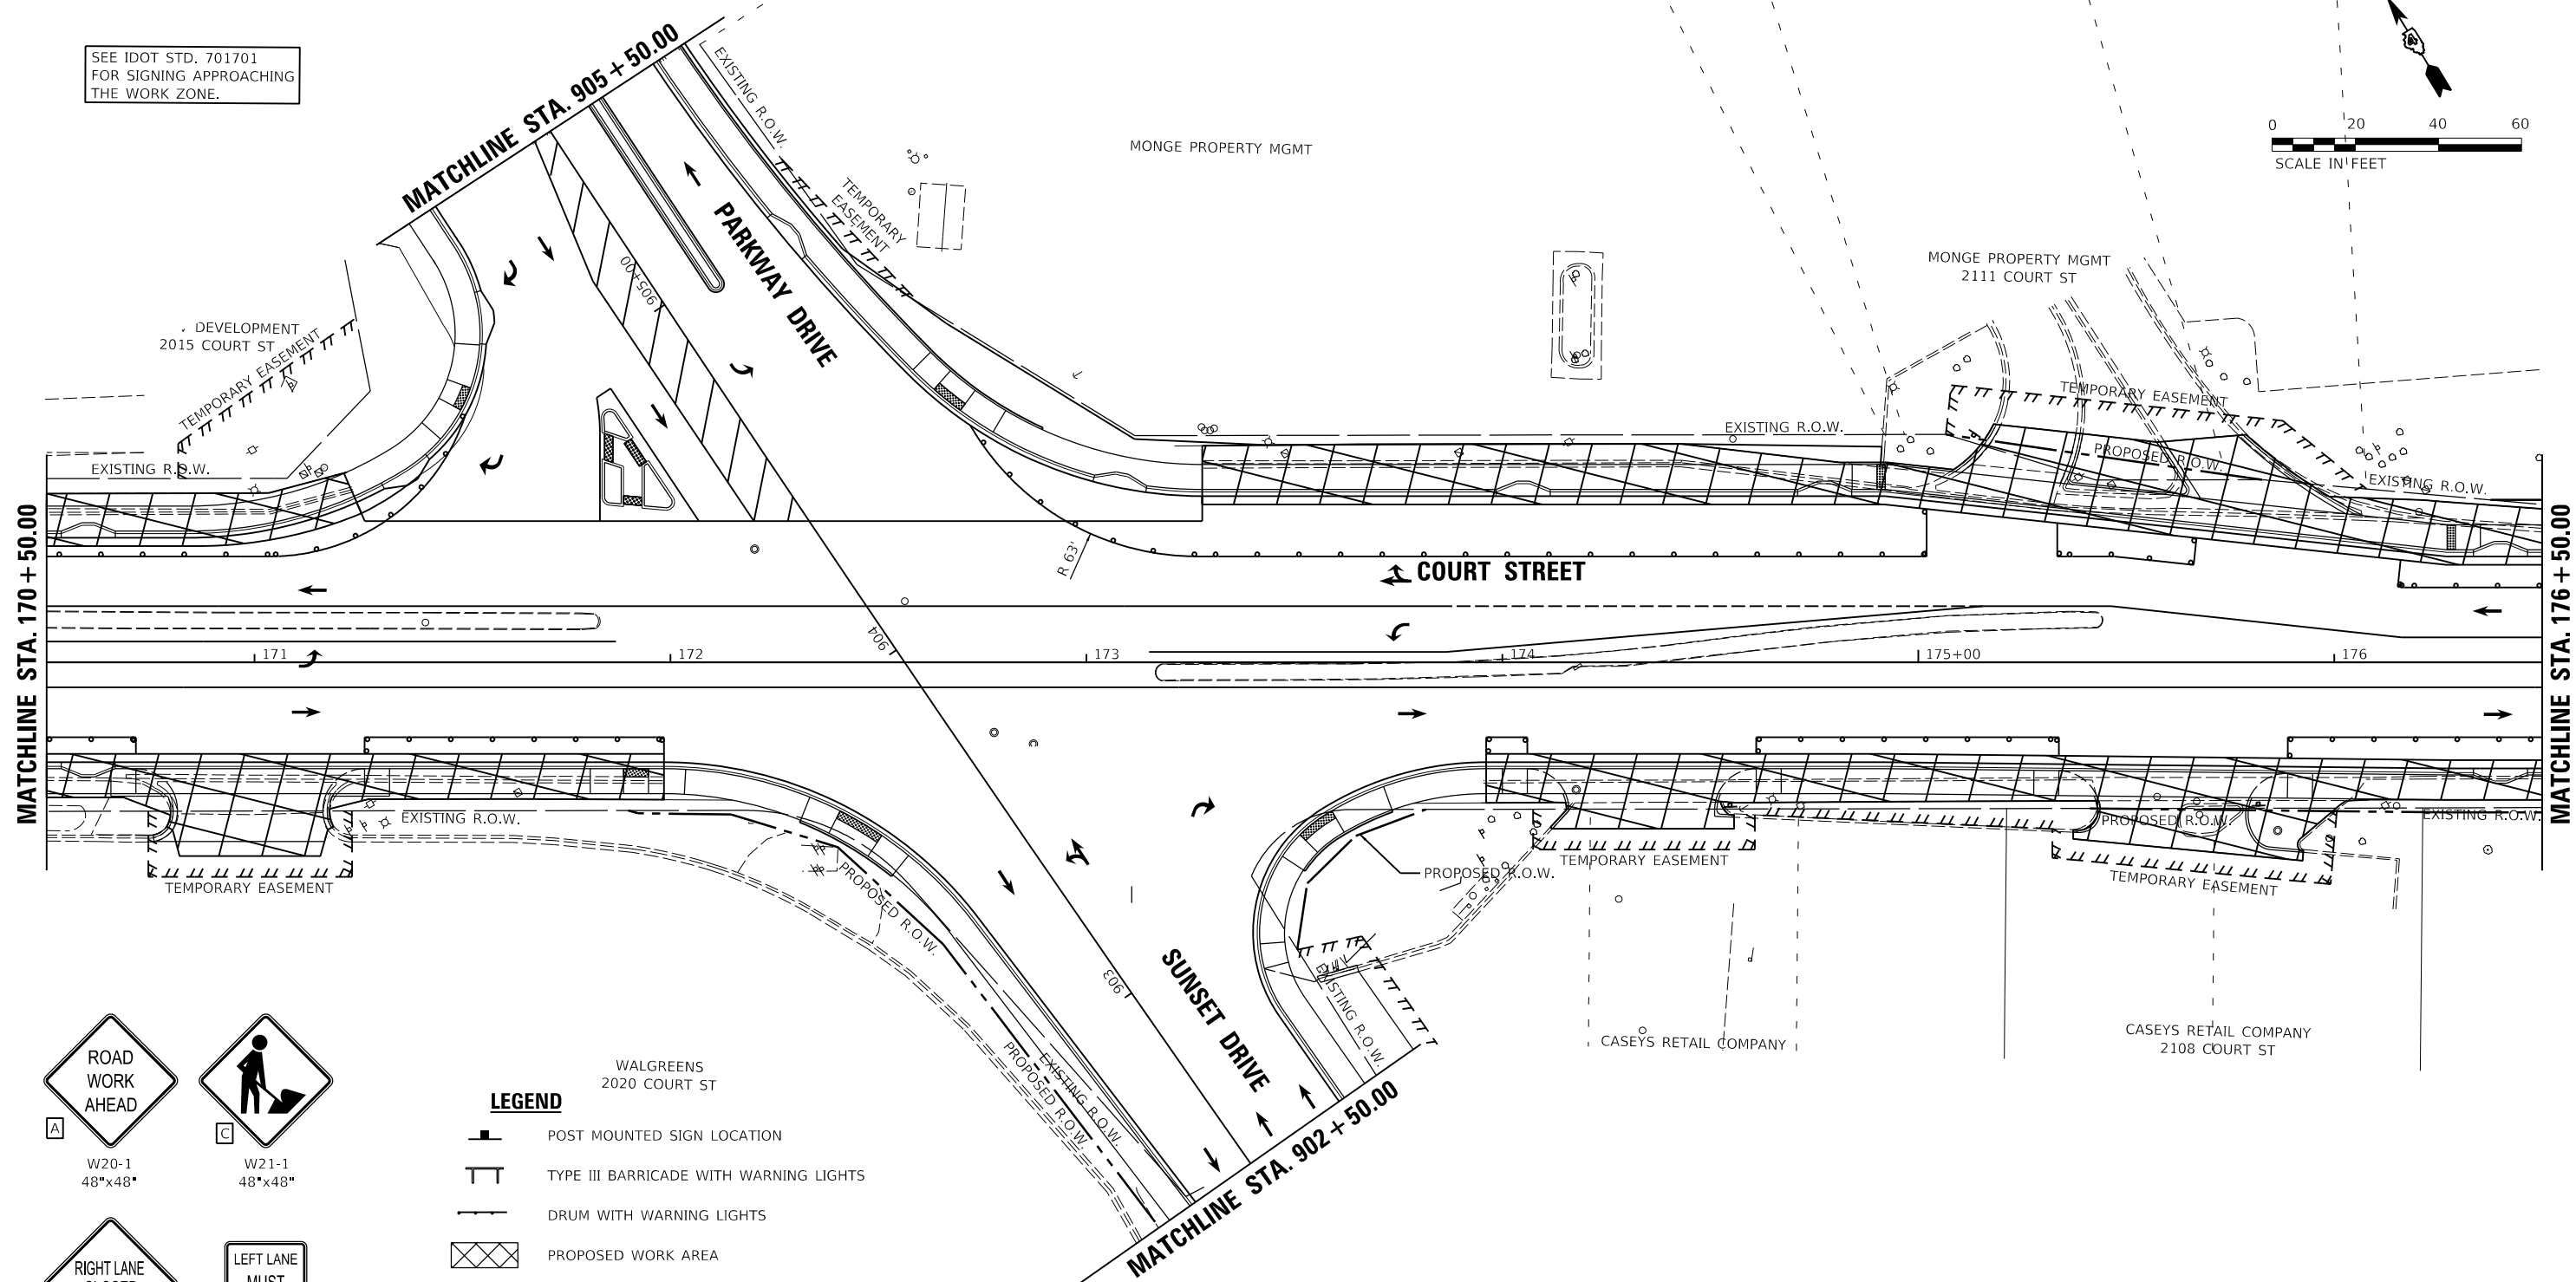 SEE IDOT STD. 701701
FOR SIGNING APPROACHING
THE WORK ZONE.
MATCHLINE STA. 905+50.00
EXISTING R.O.W.
TEMPORARY
EASEMENT
MONGE PROPERTY MGMT
0 20 40 60
SCALE IN FEET
PARKWAY DRIVE
905+00
MONGE PROPERTY MGMT
2111 COURT ST
DEVELOPMENT
2015 COURT ST
TEMPORARY EASEMENT
EXISTING R.O.W.
TEMPORARY EASEMENT
EXISTING R.O.W.
PROPOSED R.O.W.
EXISTING R.O.W.
MATCHLINE STA. 170+50.00
R 63'
COURT STREET
MATCHLINE STA. 176+50.00
904
171
172
173
174
175+00
176
EXISTING R.O.W.
TEMPORARY EASEMENT
PROPOSED R.O.W.
PROPOSED R.O.W.
TEMPORARY EASEMENT
PROPOSED R.O.W.
EXISTING R.O.W.
TEMPORARY EASEMENT
903
SUNSET DRIVE
EXISTING R.O.W.
CASEYS RETAIL COMPANY
CASEYS RETAIL COMPANY
2108 COURT ST
PROPOSED R.O.W.
EXISTING R.O.W.
MATCHLINE STA. 902+50.00
WALGREENS
2020 COURT ST
ROAD
WORK
AHEAD
A
W20-1
48"x48"
C
W21-1
48"x48"
RIGHT LANE
LEFT LANE
MUST
LEGEND
POST MOUNTED SIGN LOCATION
TYPE III BARRICADE WITH WARNING LIGHTS
DRUM WITH WARNING LIGHTS
PROPOSED WORK AREA